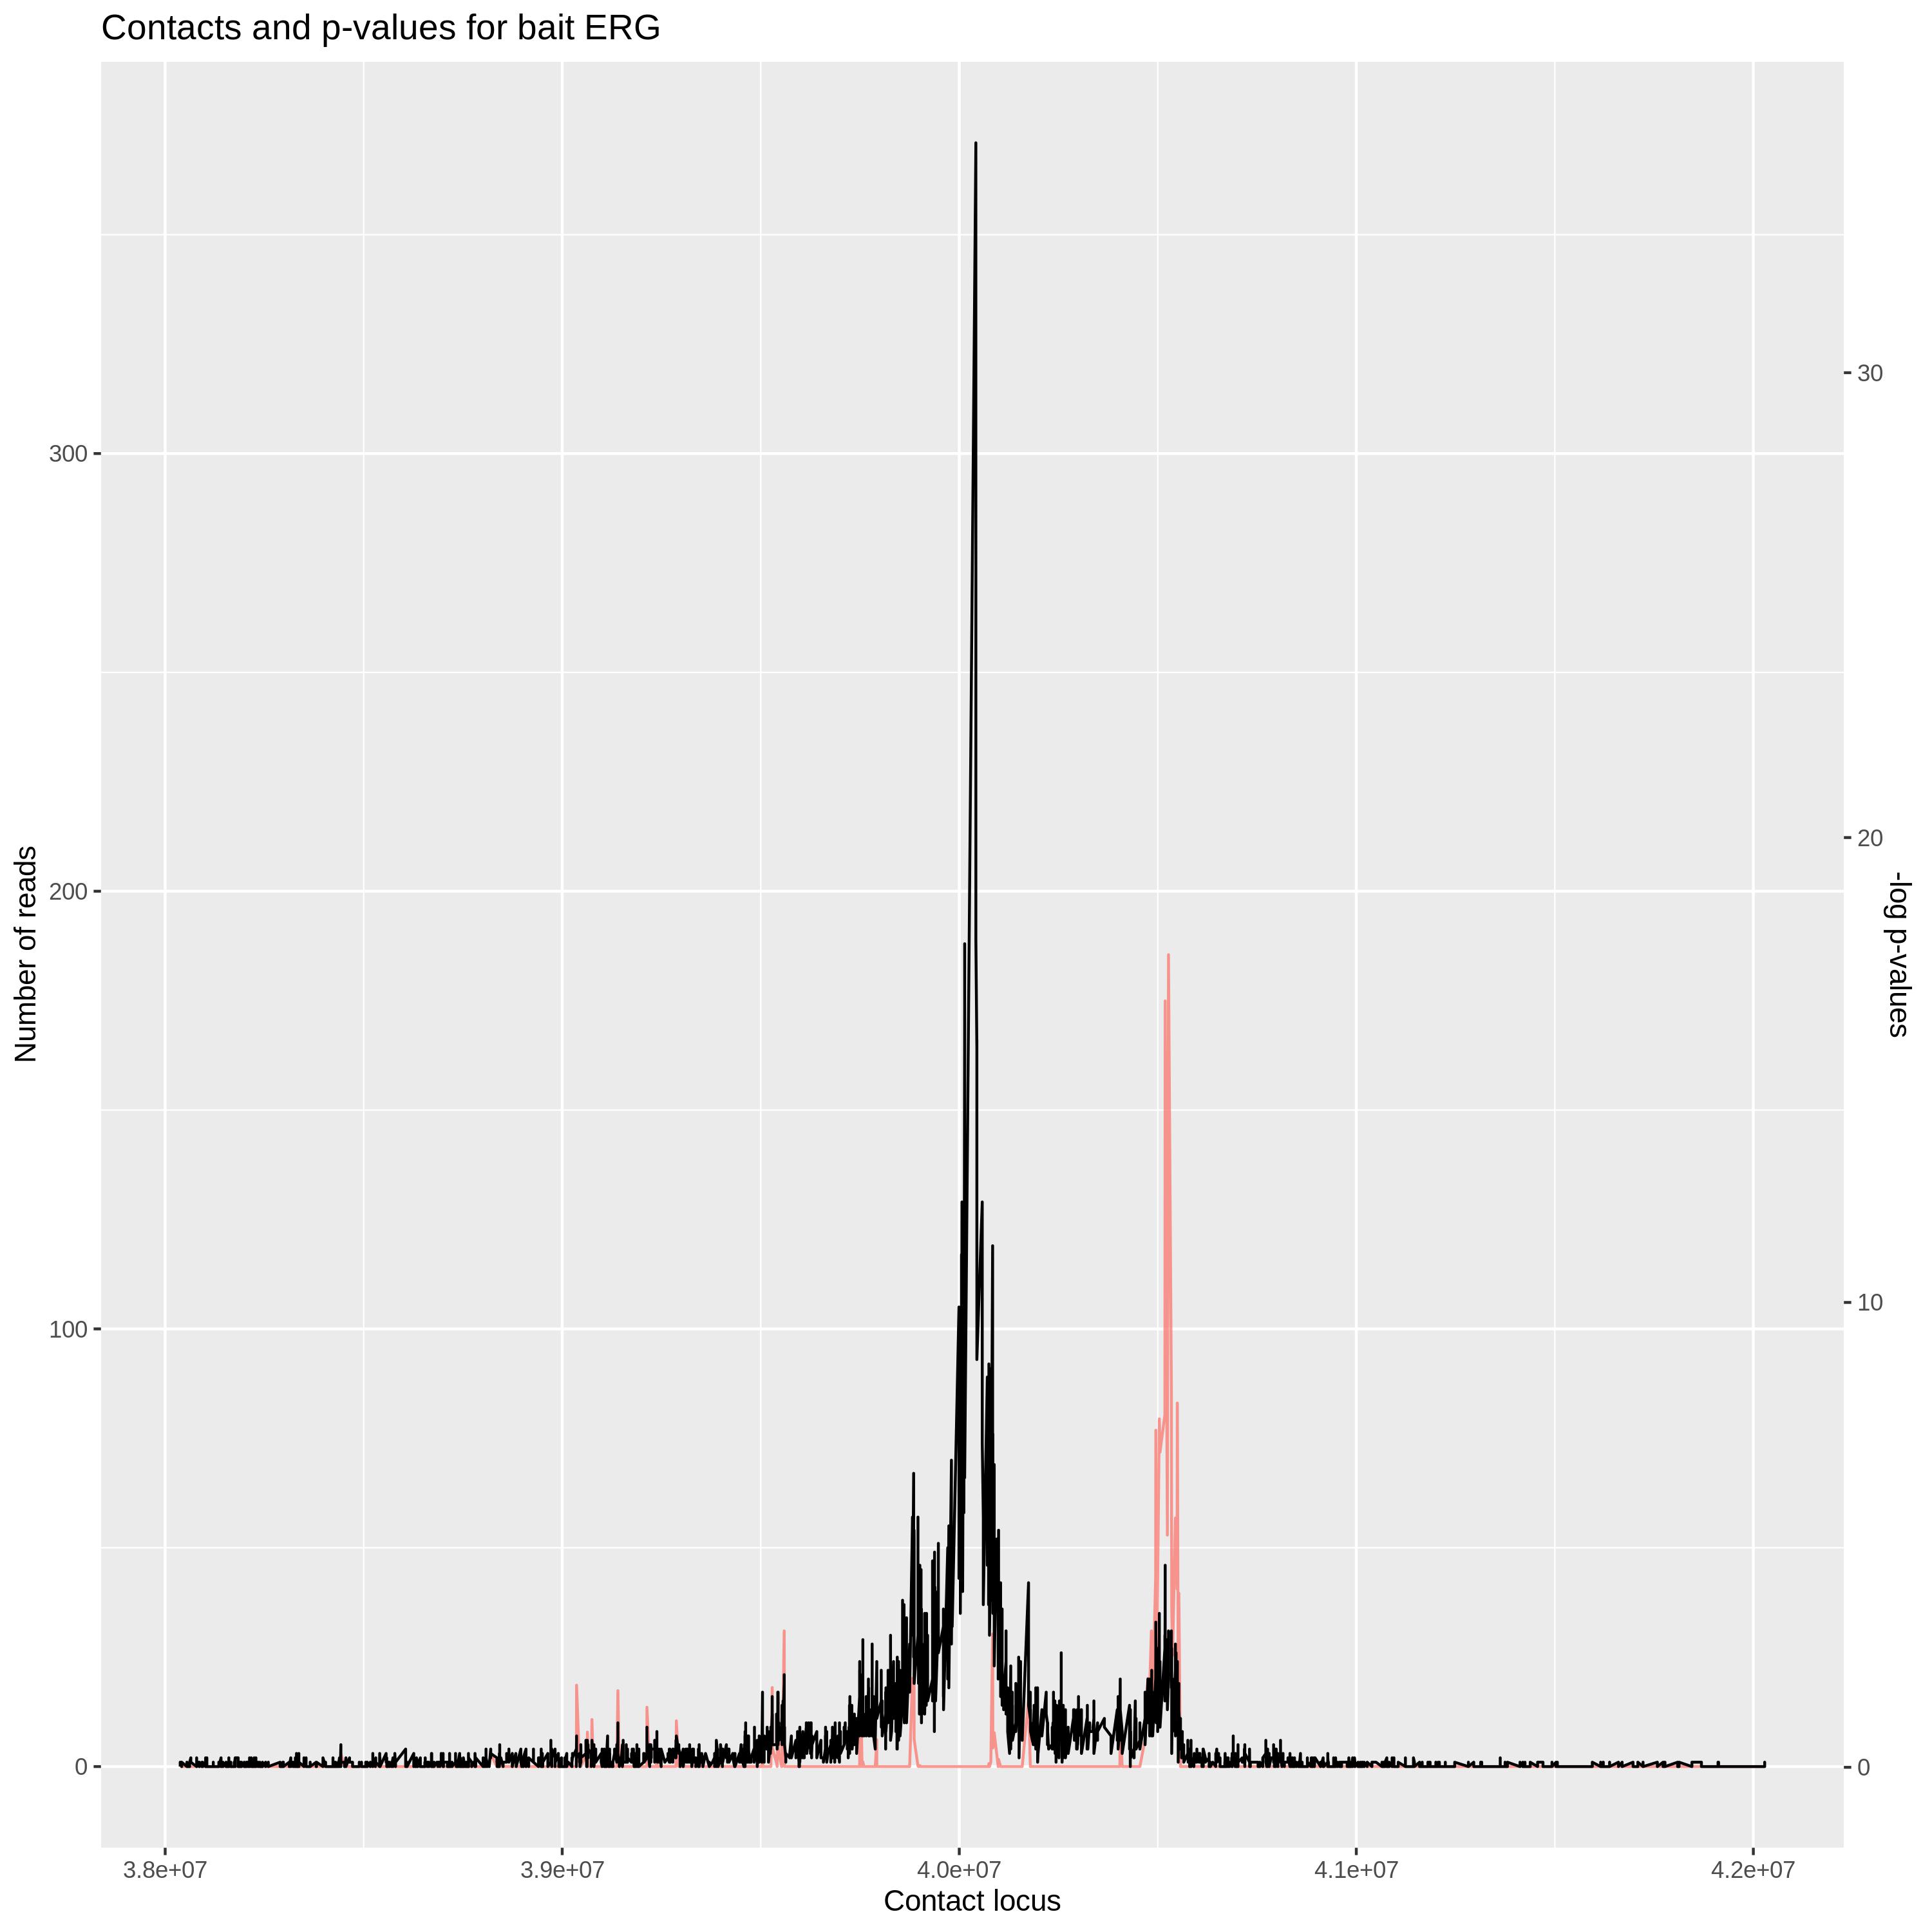 Contacts and p-values for bait ERG
300
200
100
0
Number of reads
30
20
10
0
-log p-values
3.8e+07 3.9e+07 4.0e+07 4.1e+07 4.2e+07
Contact locus